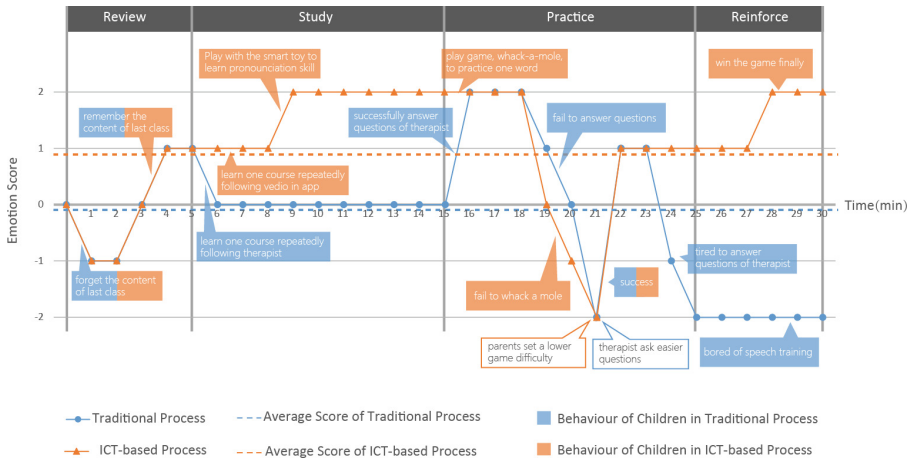 Review Study Practice Reinforce
Play with the smart toy to
learn pronounciation skill
play game, whack-a-mole,
to practice one word
win the game finally
remember the
content of last class
successfully answer
questions of therapist
fail to answer questions
learn one course repeatedly
following vedio in app
learn one course repeatedly
following therapist
forget the content
of last class
fail to whack a mole
success
tired to answer
questions of therapist
parents set a lower
game difficulty
therapist ask easier
questions
bored of speech training
Emotion Score
2
1
0
-1
-2
1 2 3 4 5 6 7 8 9 10 11 12 13 14 15 16 17 18 19 20 21 22 23 24 25 26 27 28 29 30
Time(min)
Traditional Process
Average Score of Traditional Process
Behaviour of Children in Traditional Process
ICT-based Process
Average Score of ICT-based Process
Behaviour of Children in ICT-based Process